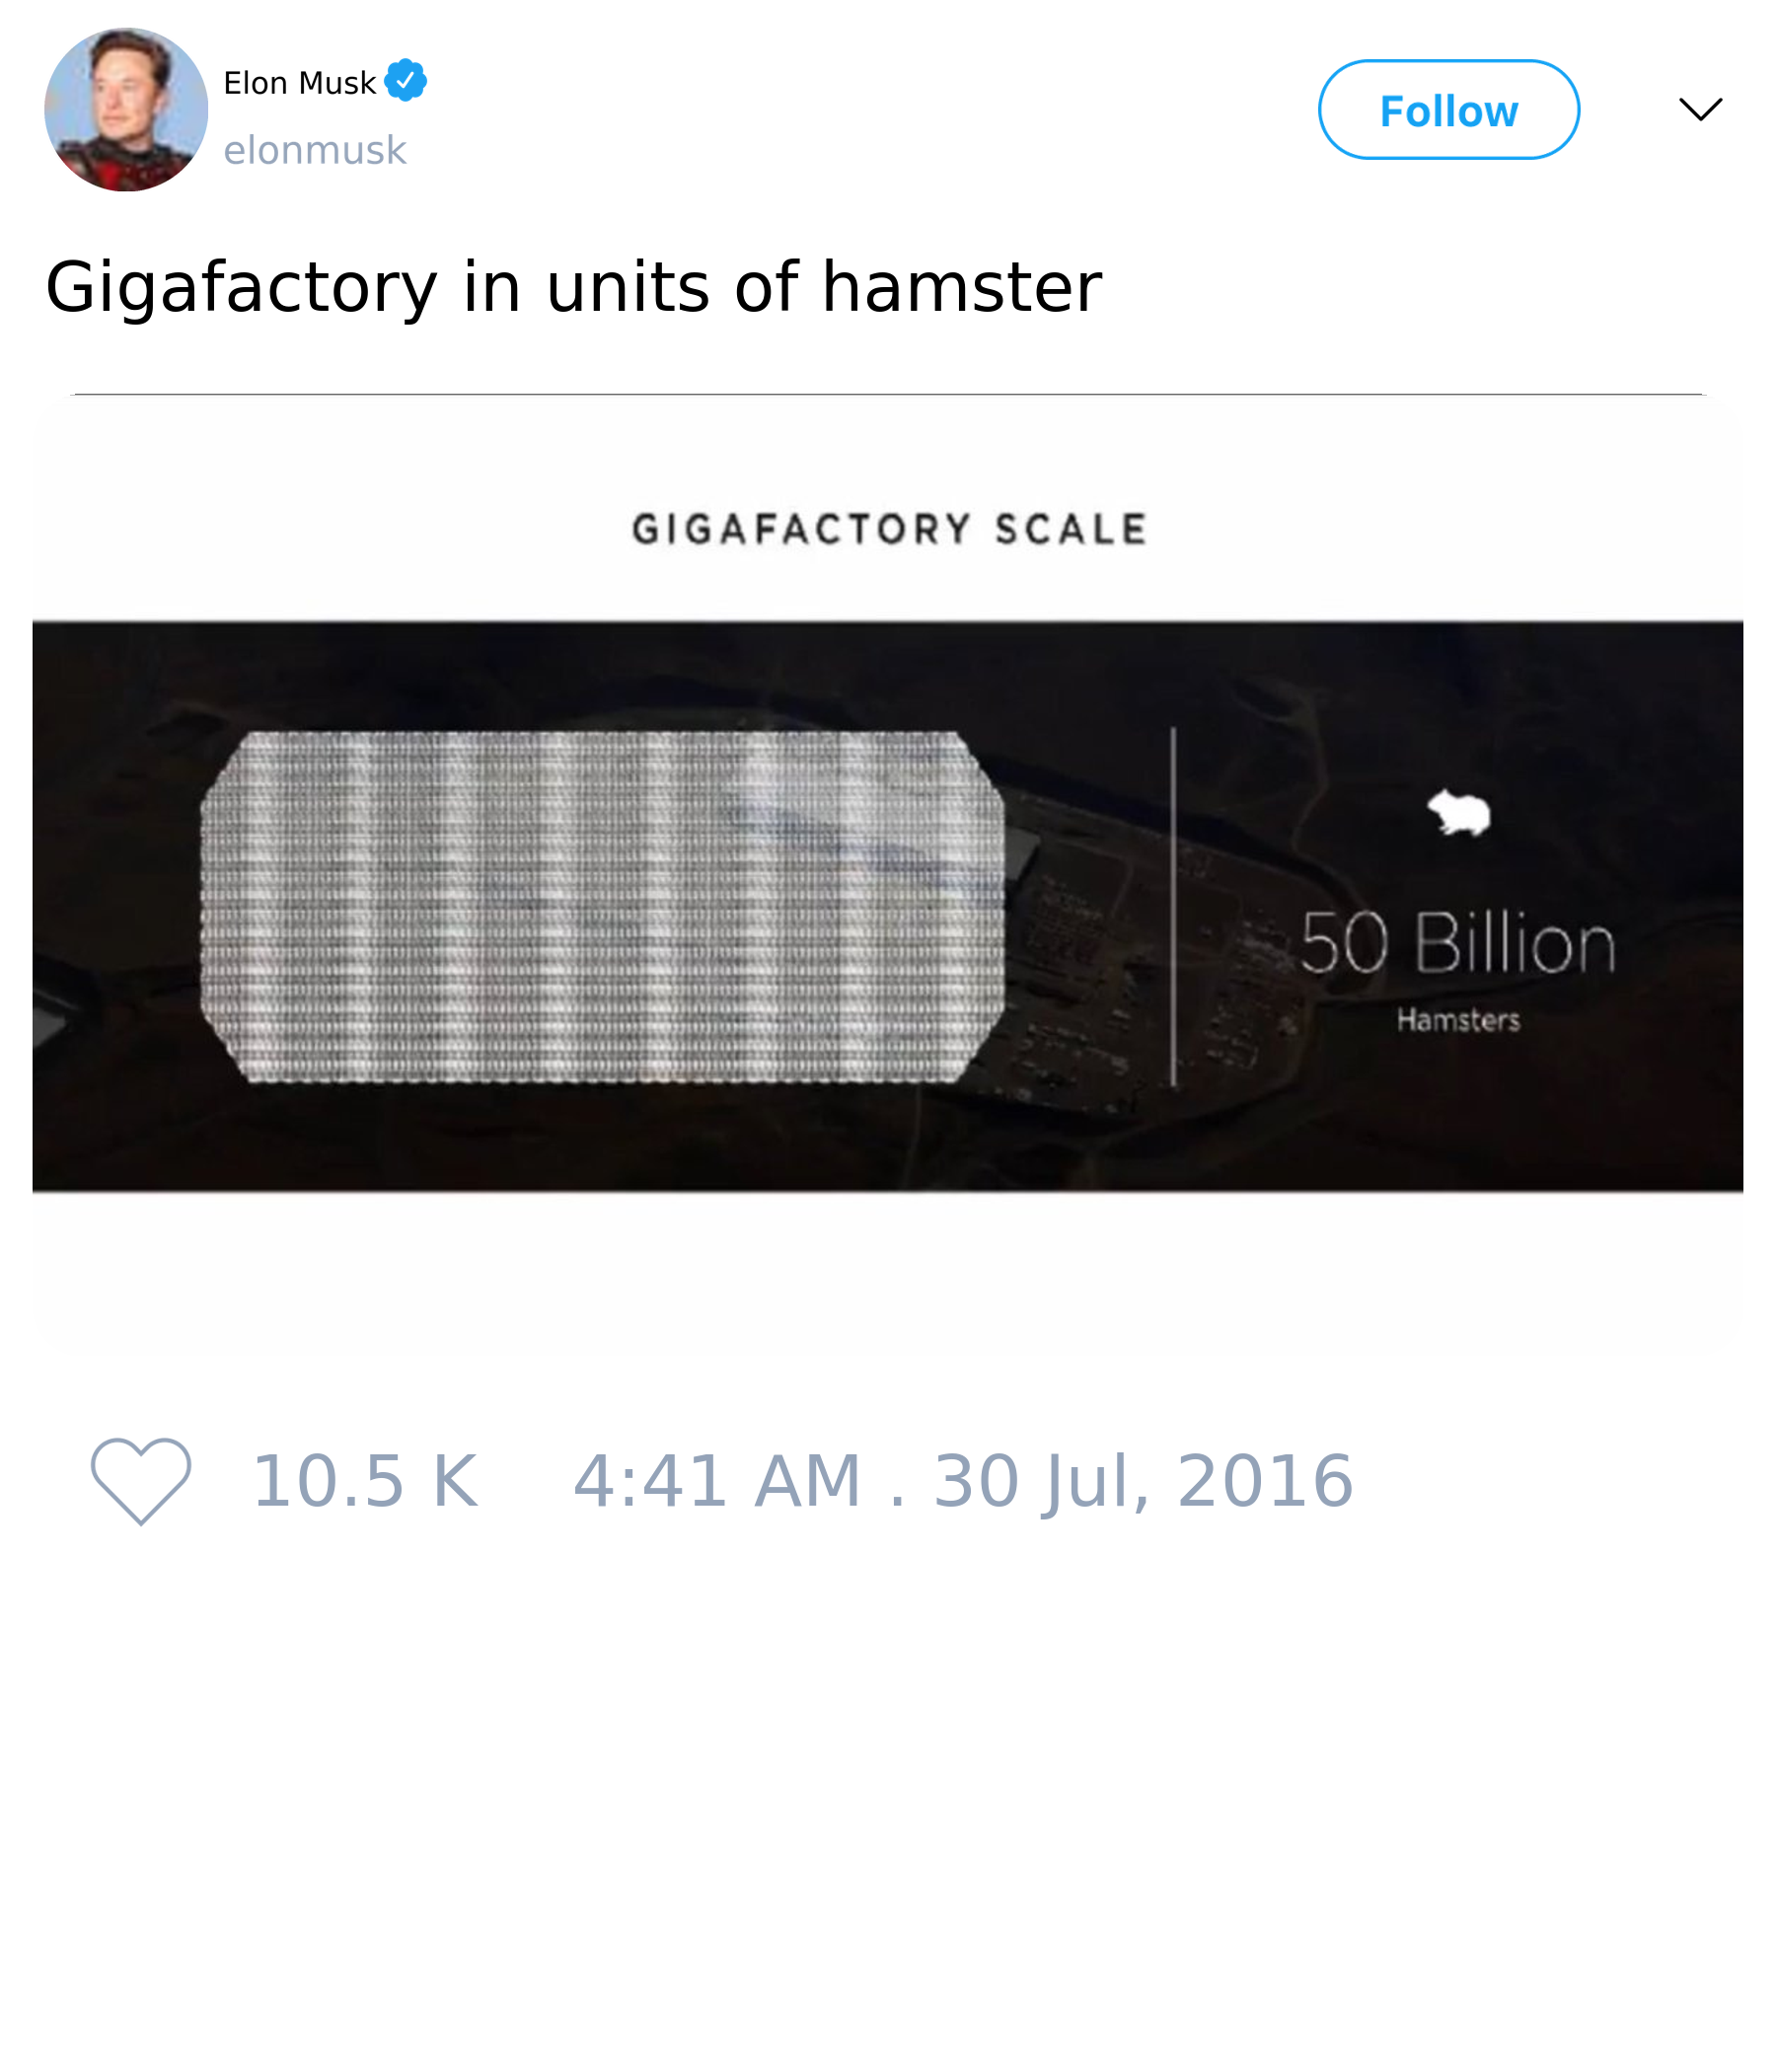 Elon Musk
elonmusk
Follow
Gigafactory in units of hamster
GIGAFACTORY SCALE
50 Billion
Hamsters
10.5 K 4:41 AM . 30 Jul, 2016